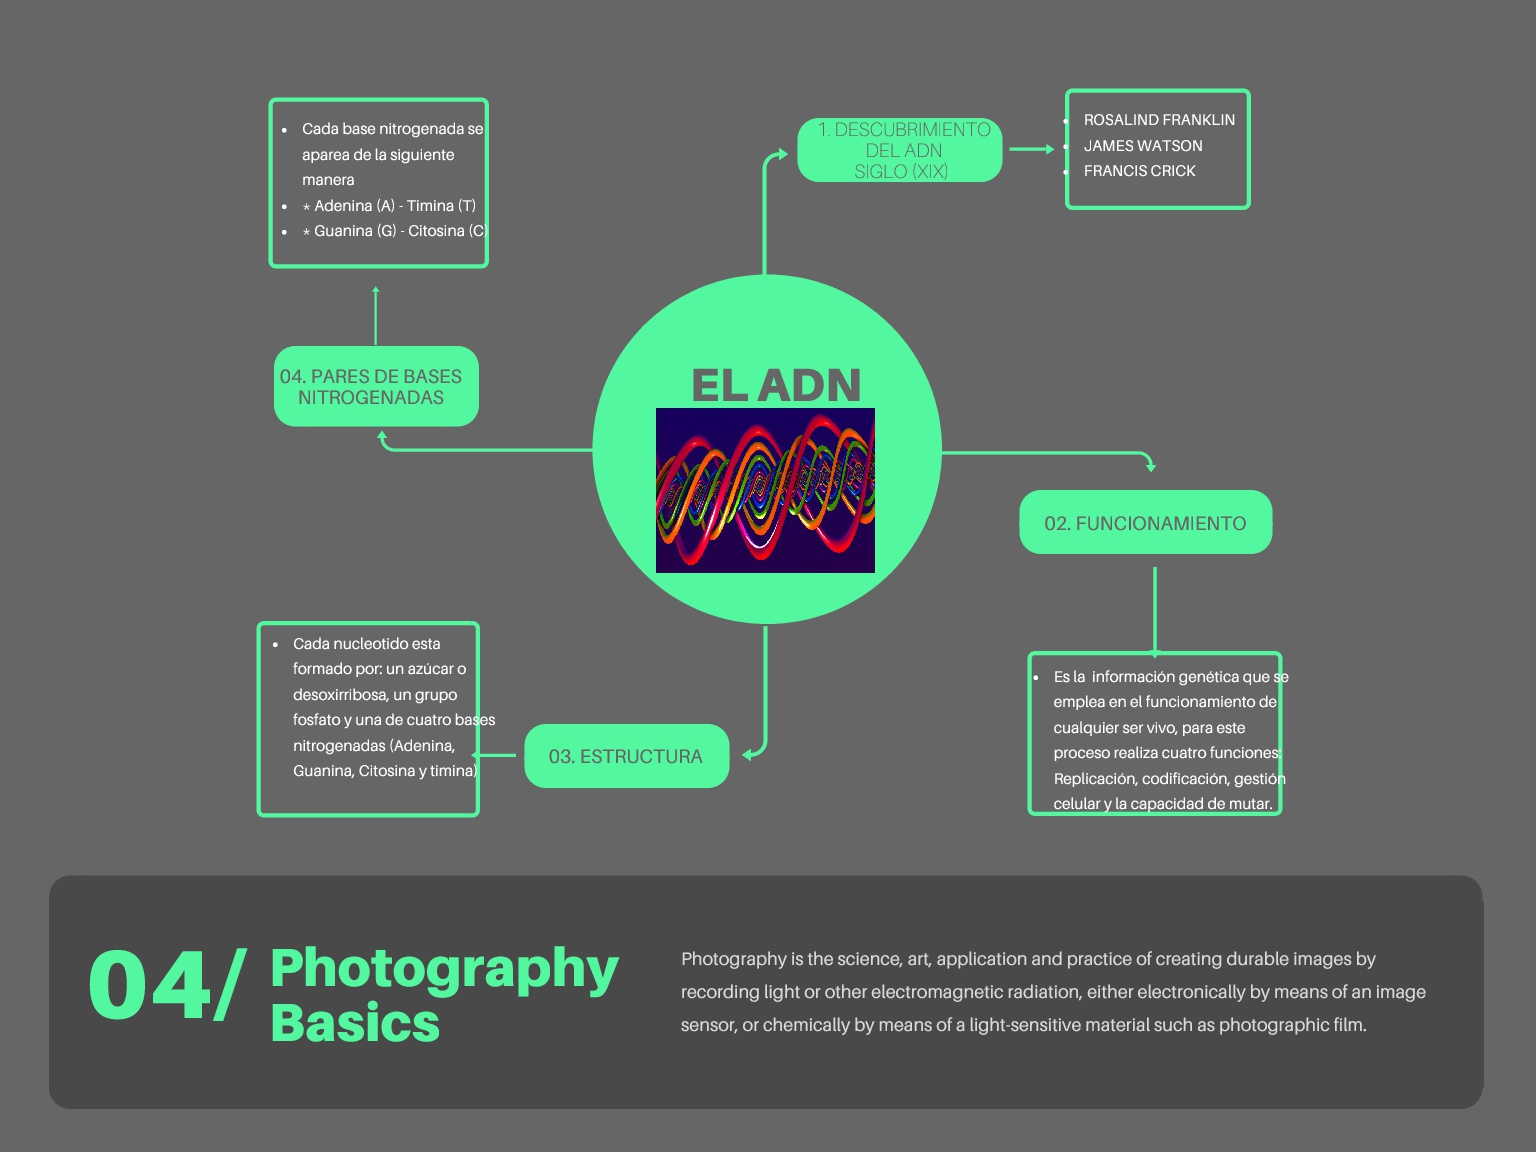 EL ADN
1. DESCUBRIMIENTO
DEL ADN
SIGLO (XIX)
• ROSALIND FRANKLIN
• JAMES WATSON
• FRANCIS CRICK
02. FUNCIONAMIENTO
• Es la información genética que se
emplea en el funcionamiento de
cualquier ser vivo, para este
proceso realiza cuatro funciones:
Replicación, codificación, gestión
celular y la capacidad de mutar.
03. ESTRUCTURA
• Cada nucleotido esta
formado por: un azúcar o
desoxirribosa, un grupo
fosfato y una de cuatro bases
nitrogenadas (Adenina,
Guanina, Citosina y timina)
04. PARES DE BASES
NITROGENADAS
• Cada base nitrogenada se
aparea de la siguiente
manera
• * Adenina (A) - Timina (T)
• * Guanina (G) - Citosina (C)
04/
Photography
Basics
Photography is the science, art, application and practice of creating durable images by
recording light or other electromagnetic radiation, either electronically by means of an image
sensor, or chemically by means of a light-sensitive material such as photographic film.